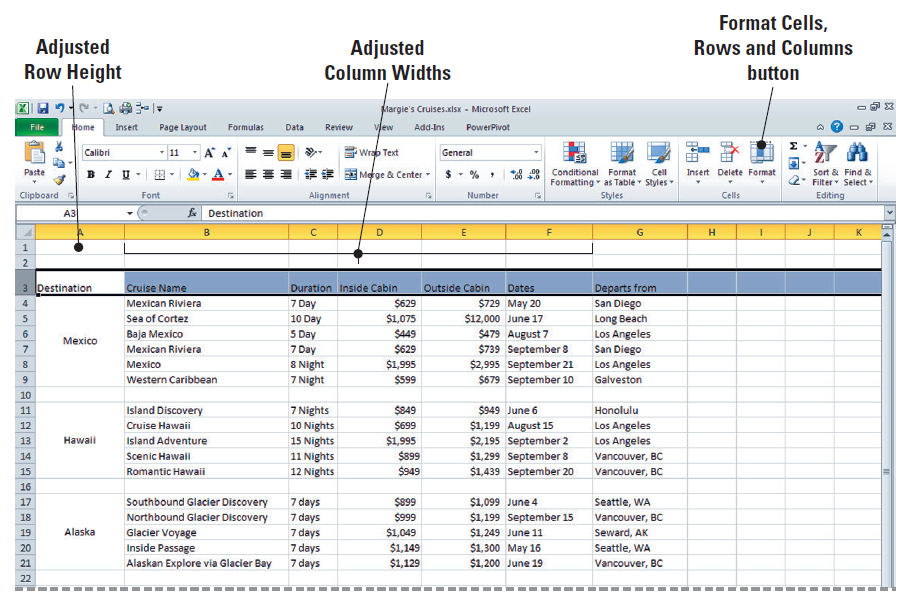 Adjusted
Row Height
Adjusted
Column Widths
Format Cells,
Rows and Columns
button
Margie's Cruises.xlsx - Microsoft Excel
File Home Insert Page Layout Formulas Data Review View Add-Ins PowerPivot
Paste
Clipboard
Calibri 11
B I U
Font
Wrap Text
Merge & Center
Alignment
General
$ % ,
Number
Conditional Formatting
Format as Table
Cell Styles
Styles
Insert Delete Format
Cells
Sort & Filter
Find & Select
Editing
A3 fx Destination
A B C D E F G H I J K
1
2
3 Destination Cruise Name Duration Inside Cabin Outside Cabin Dates Departs from
4 Mexican Riviera 7 Day $629 $729 May 20 San Diego
5 Sea of Cortez 10 Day $1,075 $12,000 June 17 Long Beach
6 Baja Mexico 5 Day $449 $479 August 7 Los Angeles
Mexico
7 Mexican Riviera 7 Day $629 $739 September 8 San Diego
8 Mexico 8 Night $1,995 $2,995 September 21 Los Angeles
9 Western Caribbean 7 Night $599 $679 September 10 Galveston
10
11 Island Discovery 7 Nights $849 $949 June 6 Honolulu
12 Cruise Hawaii 10 Nights $699 $1,199 August 15 Los Angeles
13 Hawaii Island Adventure 15 Nights $1,995 $2,195 September 2 Los Angeles
14 Scenic Hawaii 11 Nights $899 $1,299 September 8 Vancouver, BC
15 Romantic Hawaii 12 Nights $949 $1,439 September 20 Vancouver, BC
16
17 Southbound Glacier Discovery 7 days $899 $1,099 June 4 Seattle, WA
18 Northbound Glacier Discovery 7 days $999 $1,199 September 15 Vancouver, BC
19 Alaska Glacier Voyage 7 days $1,049 $1,249 June 11 Seward, AK
20 Inside Passage 7 days $1,149 $1,300 May 16 Seattle, WA
21 Alaskan Explore via Glacier Bay 7 days $1,129 $1,200 June 19 Vancouver, BC
22